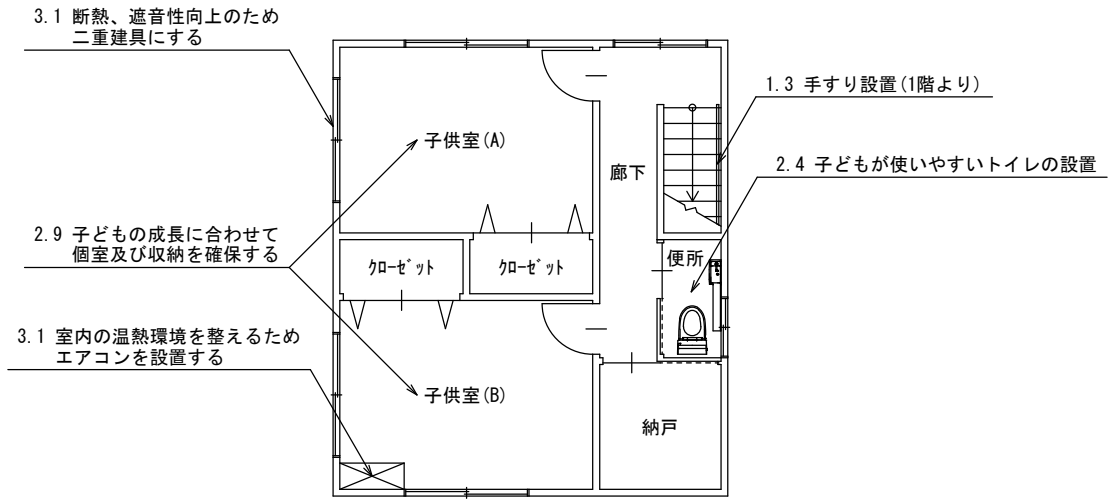 3.1 断熱、遮音性向上のため
二重建具にする
1.3 手すり設置(1階より)
子供室(A)
廊下
2.4 子どもが使いやすいトイレの設置
2.9 子どもの成長に合わせて
個室及び収納を確保する
便所
クローゼット
クローゼット
3.1 室内の温熱環境を整えるため
エアコンを設置する
子供室(B)
納戸